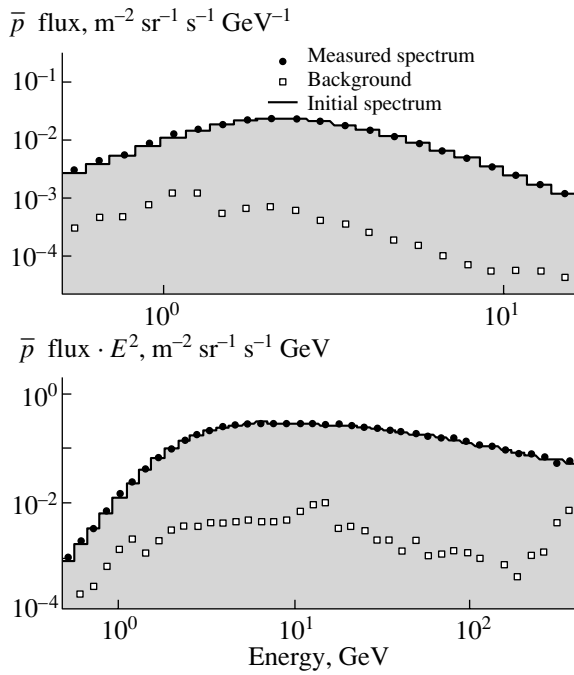 p̅ flux, m⁻² sr⁻¹ s⁻¹ GeV⁻¹
Measured spectrum
Background
Initial spectrum
10⁻¹
10⁻²
10⁻³
10⁻⁴
10⁰ 10¹
p̅ flux · E², m⁻² sr⁻¹ s⁻¹ GeV
10⁰
10⁻²
10⁻⁴
10⁰ 10¹ 10²
Energy, GeV